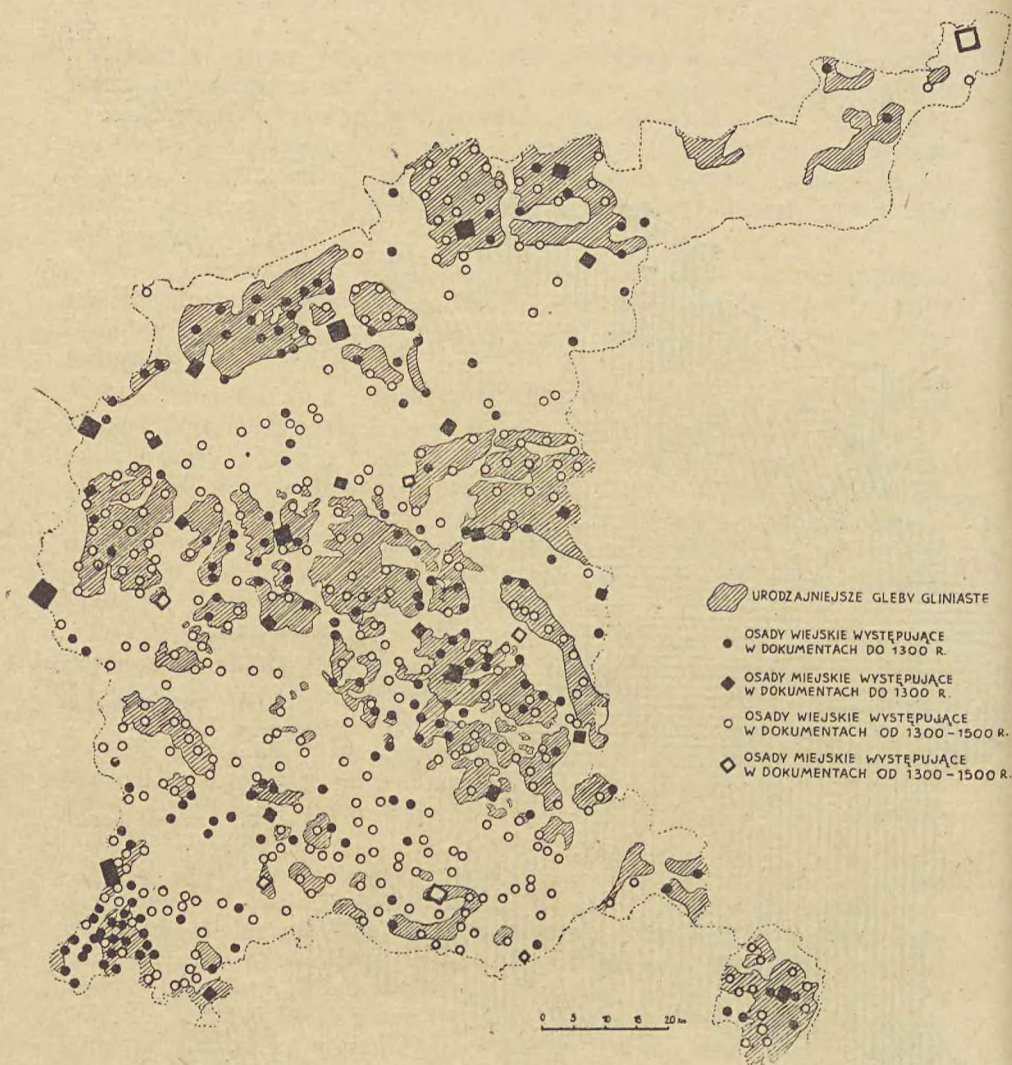 URODZAJNIEJSZE GLEBY GLINIASTE
OSADY WIEJSKIE WYSTĘPUJĄCE
W DOKUMENTACH DO 1300 R.
OSADY MIEJSKIE WYSTĘPUJĄCE
W DOKUMENTACH DO 1300 R.
OSADY WIEJSKIE WYSTĘPUJĄCE
W DOKUMENTACH OD 1300-1500 R.
OSADY MIEJSKIE WYSTĘPUJĄCE
W DOKUMENTACH OD 1300-1500 R.
0 5 10 15 20 km